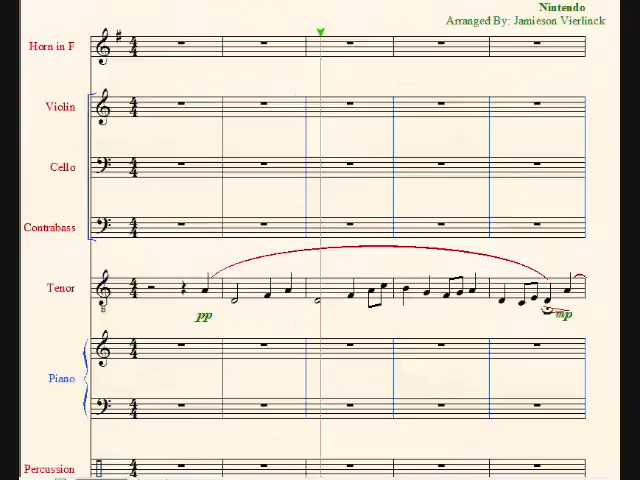 Nintendo
Arranged By: Jamieson Vierlinck
Horn in F
Violin
Cello
Contrabass
Tenor
pp
mp
Piano
Percussion